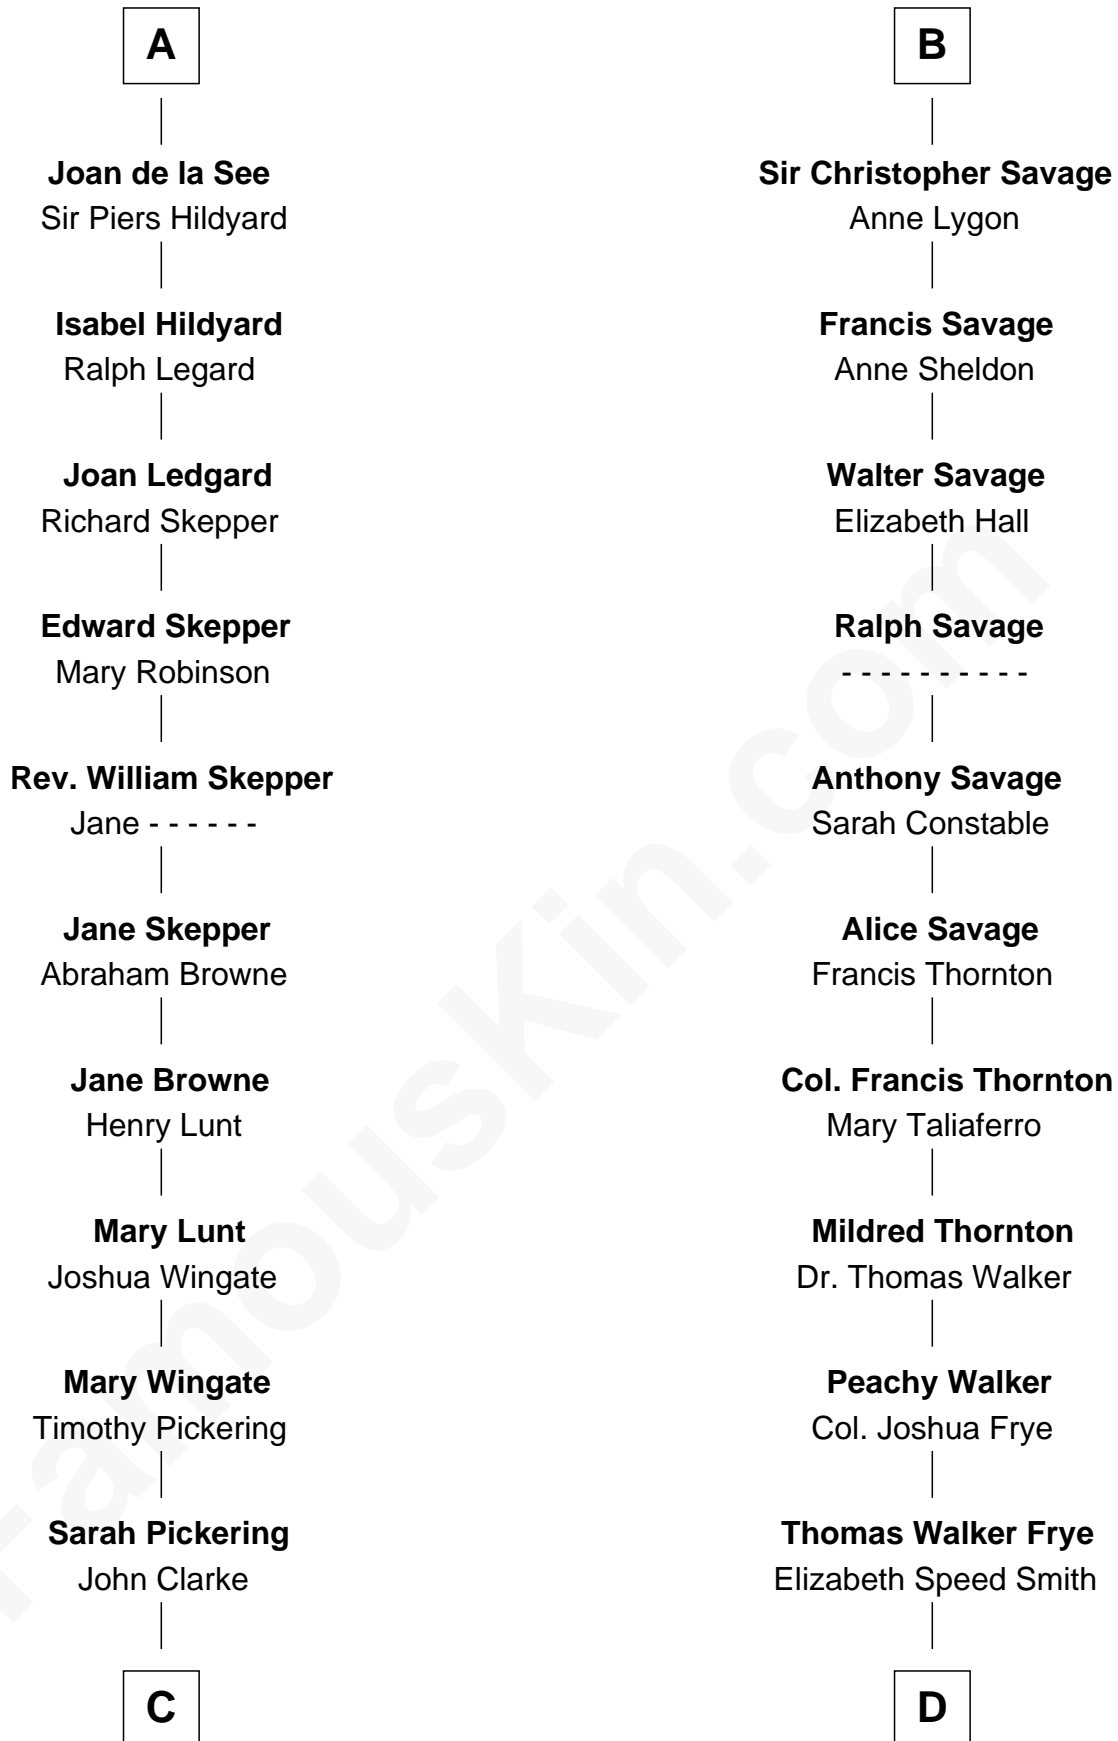 A
Joan de la See
Sir Piers Hildyard
Isabel Hildyard
Ralph Legard
Joan Ledgard
Richard Skepper
Edward Skepper
Mary Robinson
Rev. William Skepper
Jane - - - - - -
Jane Skepper
Abraham Browne
Jane Browne
Henry Lunt
Mary Lunt
Joshua Wingate
Mary Wingate
Timothy Pickering
Sarah Pickering
John Clarke
C
B
Sir Christopher Savage
Anne Lygon
Francis Savage
Anne Sheldon
Walter Savage
Elizabeth Hall
Ralph Savage
- - - - - - - - - -
Anthony Savage
Sarah Constable
Alice Savage
Francis Thornton
Col. Francis Thornton
Mary Taliaferro
Mildred Thornton
Dr. Thomas Walker
Peachy Walker
Col. Joshua Frye
Thomas Walker Frye
Elizabeth Speed Smith
D
FamousKin.com